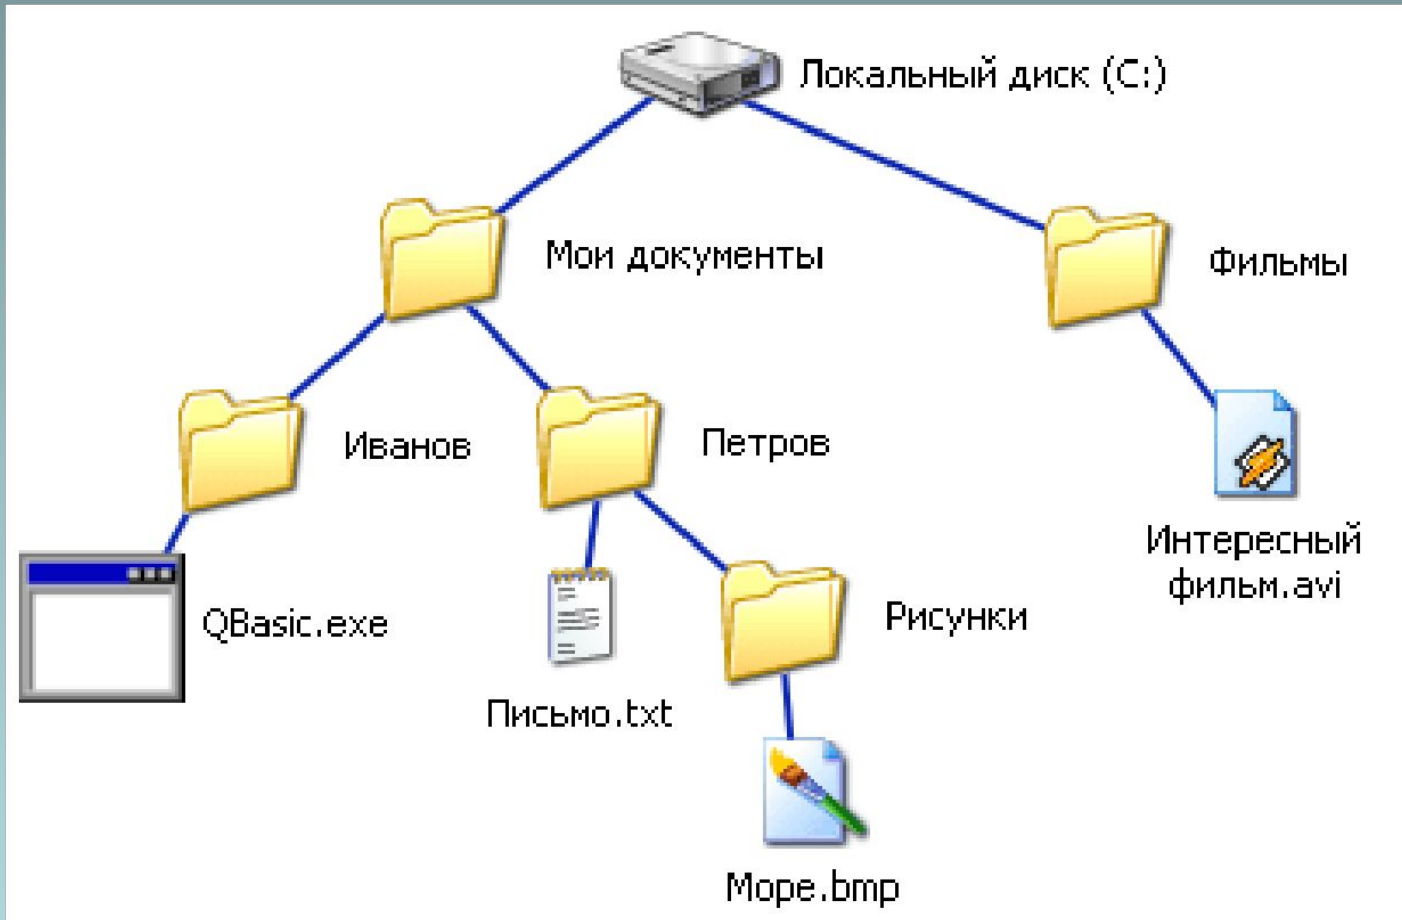 Локальный диск (C:)
Мои документы
Фильмы
Иванов
Петров
Интересный
фильм.avi
QBasic.exe
Рисунки
Письмо.txt
Море.bmp